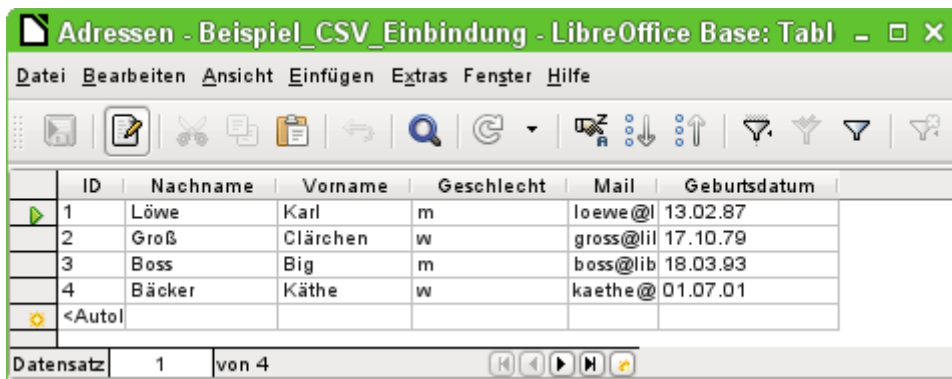 Adressen - Beispiel_CSV_Einbindung - LibreOffice Base: Tabl
Datei Bearbeiten Ansicht Einfügen Extras Fenster Hilfe
ID Nachname Vorname Geschlecht Mail Geburtsdatum
1 Löwe Karl m loewe@l 13.02.87
2 Groß Clärchen w gross@lil 17.10.79
3 Boss Big m boss@lib 18.03.93
4 Bäcker Käthe w kaethe@ 01.07.01
<Autol
Datensatz 1 von 4